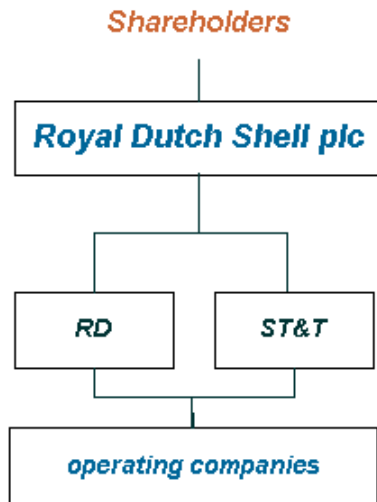 Shareholders
Royal Dutch Shell plc
RD
ST&T
operating companies